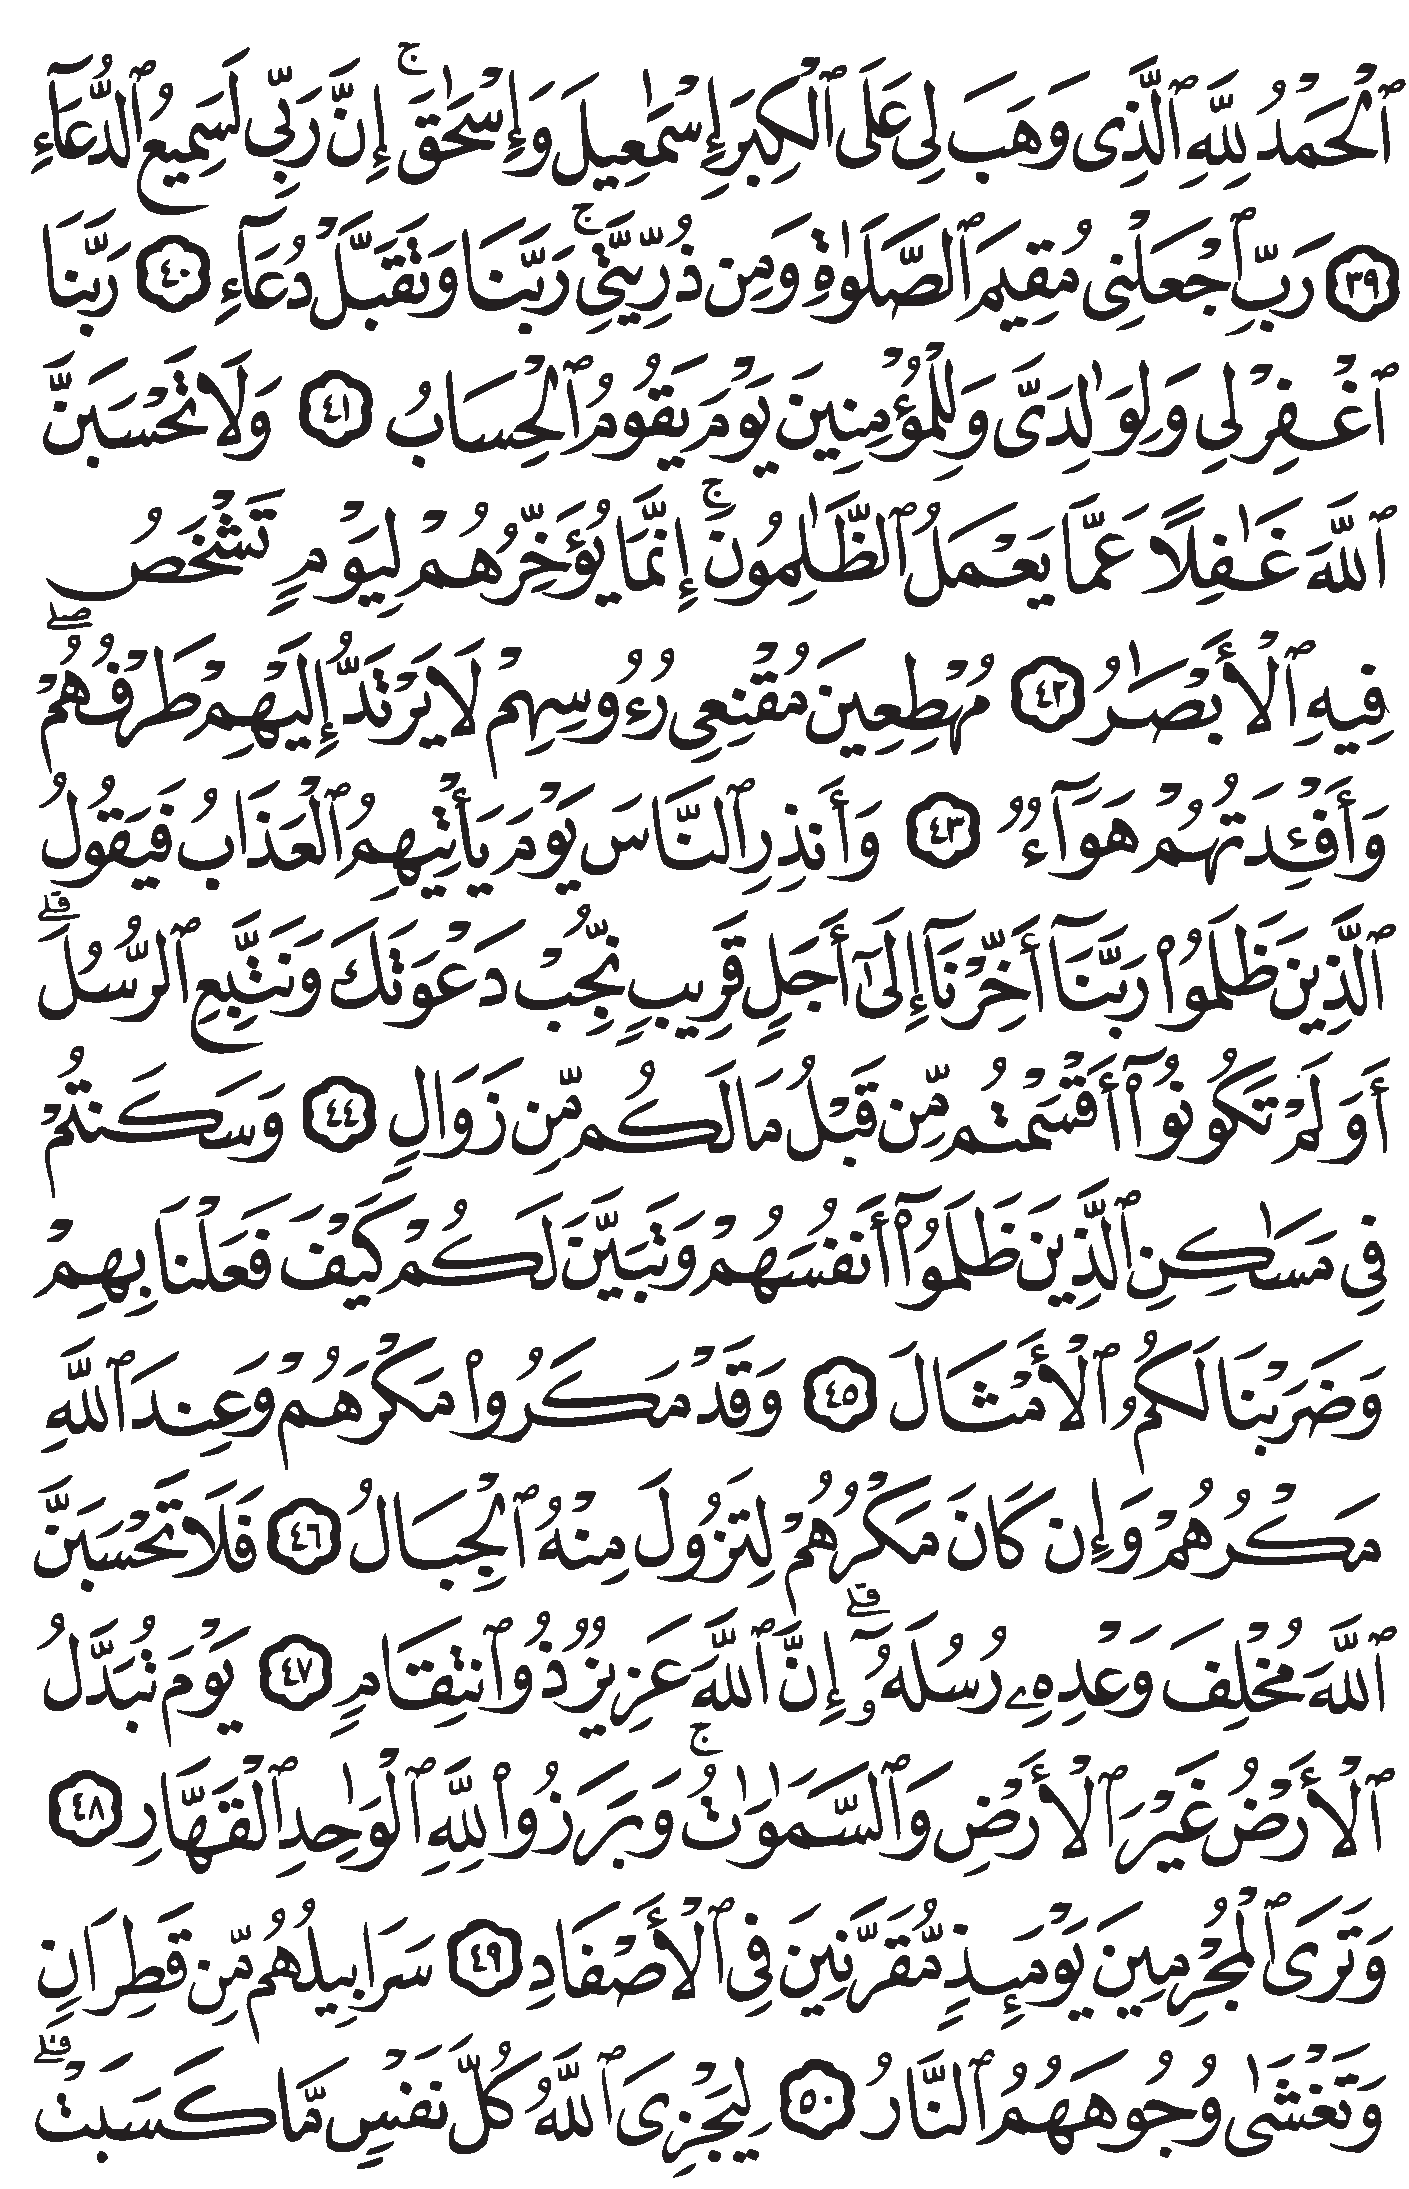 ٱلْحَمْدُ لِلَّهِ ٱلَّذِى وَهَبَ لِى عَلَى ٱلْكِبَرِ إِسْمَٰعِيلَ وَإِسْحَٰقَ ۚ إِنَّ رَبِّى لَسَمِيعُ ٱلدُّعَآءِ
٣٩ رَبِّ ٱجْعَلْنِى مُقِيمَ ٱلصَّلَوٰةِ وَمِن ذُرِّيَّتِى ۚ رَبَّنَا وَتَقَبَّلْ دُعَآءِ ٤٠ رَبَّنَا
ٱغْفِرْ لِى وَلِوَٰلِدَىَّ وَلِلْمُؤْمِنِينَ يَوْمَ يَقُومُ ٱلْحِسَابُ ٤١ وَلَا تَحْسَبَنَّ
ٱللَّهَ غَٰفِلًا عَمَّا يَعْمَلُ ٱلظَّٰلِمُونَ ۚ إِنَّمَا يُؤَخِّرُهُمْ لِيَوْمٍ تَشْخَصُ
فِيهِ ٱلْأَبْصَٰرُ ٤٢ مُهْطِعِينَ مُقْنِعِى رُءُوسِهِمْ لَا يَرْتَدُّ إِلَيْهِمْ طَرْفُهُمْ ۖ
وَأَفْـِٔدَتُهُمْ هَوَآءٌ ٤٣ وَأَنذِرِ ٱلنَّاسَ يَوْمَ يَأْتِيهِمُ ٱلْعَذَابُ فَيَقُولُ
ٱلَّذِينَ ظَلَمُوا۟ رَبَّنَآ أَخِّرْنَآ إِلَىٰٓ أَجَلٍ قَرِيبٍ نُّجِبْ دَعْوَتَكَ وَنَتَّبِعِ ٱلرُّسُلَ ۗ
أَوَلَمْ تَكُونُوٓا۟ أَقْسَمْتُم مِّن قَبْلُ مَا لَكُم مِّن زَوَالٍ ٤٤ وَسَكَنتُمْ
فِى مَسَٰكِنِ ٱلَّذِينَ ظَلَمُوٓا۟ أَنفُسَهُمْ وَتَبَيَّنَ لَكُمْ كَيْفَ فَعَلْنَا بِهِمْ
وَضَرَبْنَا لَكُمُ ٱلْأَمْثَالَ ٤٥ وَقَدْ مَكَرُوا۟ مَكْرَهُمْ وَعِندَ ٱللَّهِ
مَكْرُهُمْ وَإِن كَانَ مَكْرُهُمْ لِتَزُولَ مِنْهُ ٱلْجِبَالُ ٤٦ فَلَا تَحْسَبَنَّ
ٱللَّهَ مُخْلِفَ وَعْدِهِۦ رُسُلَهُۥٓ ۗ إِنَّ ٱللَّهَ عَزِيزٌ ذُو ٱنتِقَامٍ ٤٧ يَوْمَ تُبَدَّلُ
ٱلْأَرْضُ غَيْرَ ٱلْأَرْضِ وَٱلسَّمَٰوَٰتُ ۖ وَبَرَزُوا۟ لِلَّهِ ٱلْوَٰحِدِ ٱلْقَهَّارِ ٤٨
وَتَرَى ٱلْمُجْرِمِينَ يَوْمَئِذٍ مُّقَرَّنِينَ فِى ٱلْأَصْفَادِ ٤٩ سَرَابِيلُهُم مِّن قَطِرَانٍ
وَتَغْشَىٰ وُجُوهَهُمُ ٱلنَّارُ ٥٠ لِيَجْزِىَ ٱللَّهُ كُلَّ نَفْسٍ مَّا كَسَبَتْ ۗ